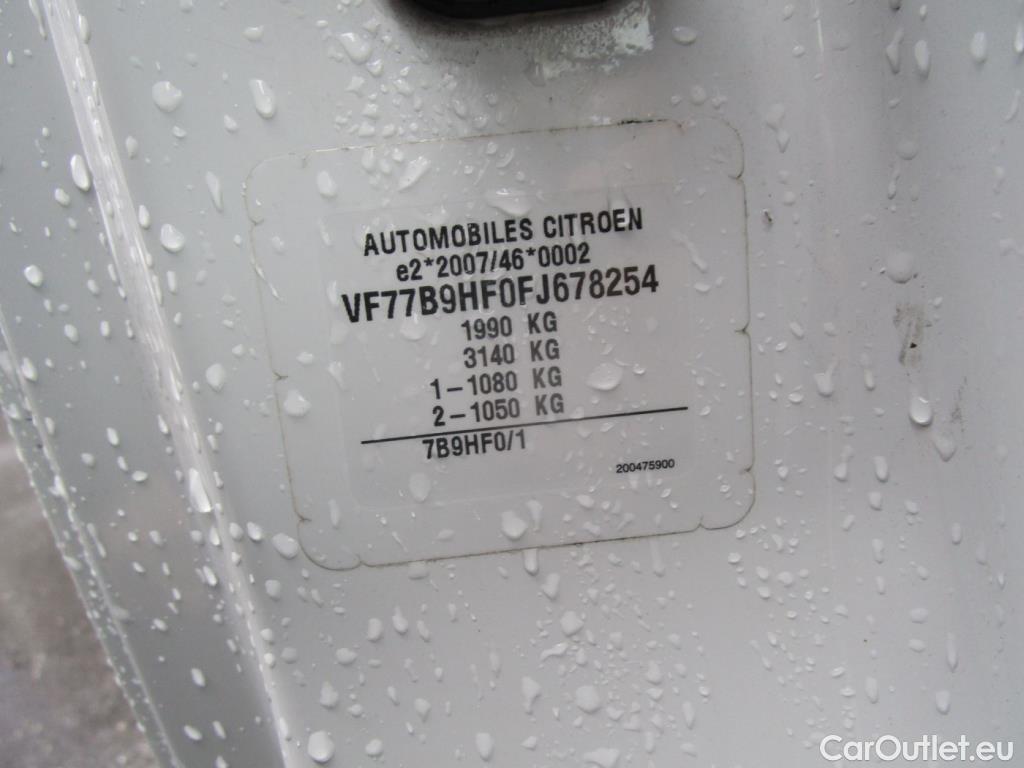 AUTOMOBILES CITROEN
e2*2007/46*0002
VF77B9HF0FJ678254
1990 KG
3140 KG
1-1080 KG
2-1050 KG
7B9HF0/1
200475900
CarOutlet.eu